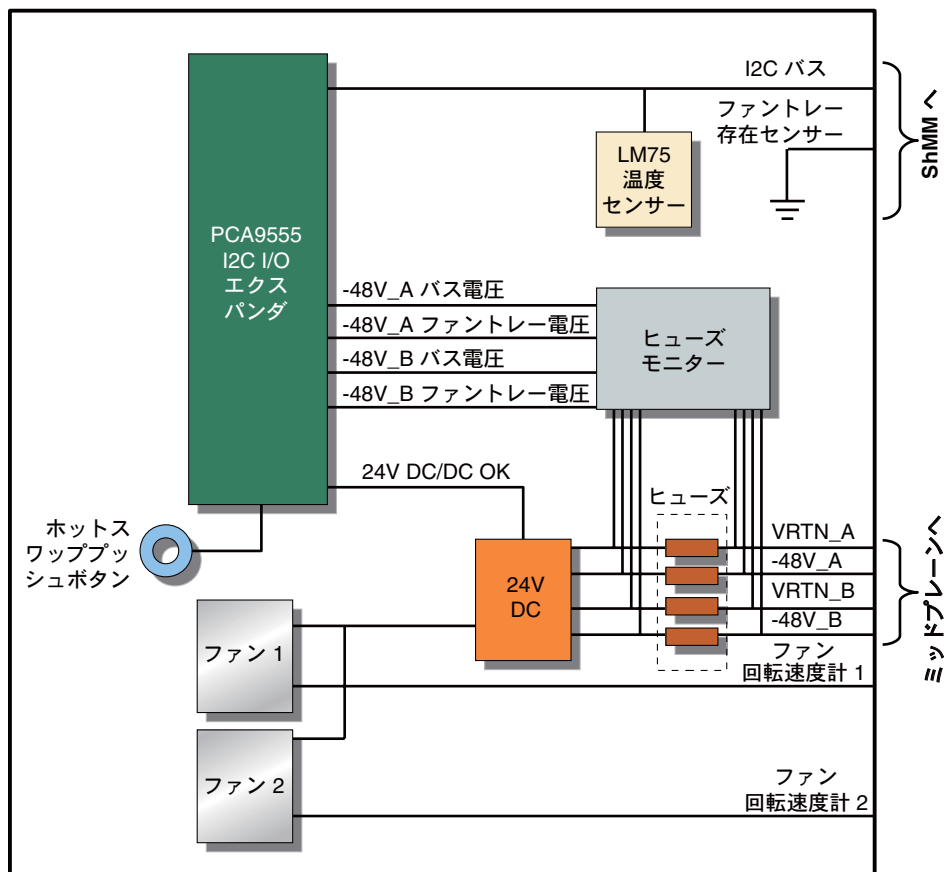 I2C バス
ファントレー
存在センサー
ShMM へ
LM75
温度
センサー
PCA9555
I2C I/O
エクス
パンダ
-48V_A バス電圧
-48V_A ファントレー電圧
-48V_B バス電圧
-48V_B ファントレー電圧
ヒューズ
モニター
24V DC/DC OK
ヒューズ
ホットス
ワッププッ
シュボタン
24V
DC
VRTN_A
-48V_A
VRTN_B
-48V_B
ミッドプレーンへ
ファン 1
ファン
回転速度計 1
ファン 2
ファン
回転速度計 2